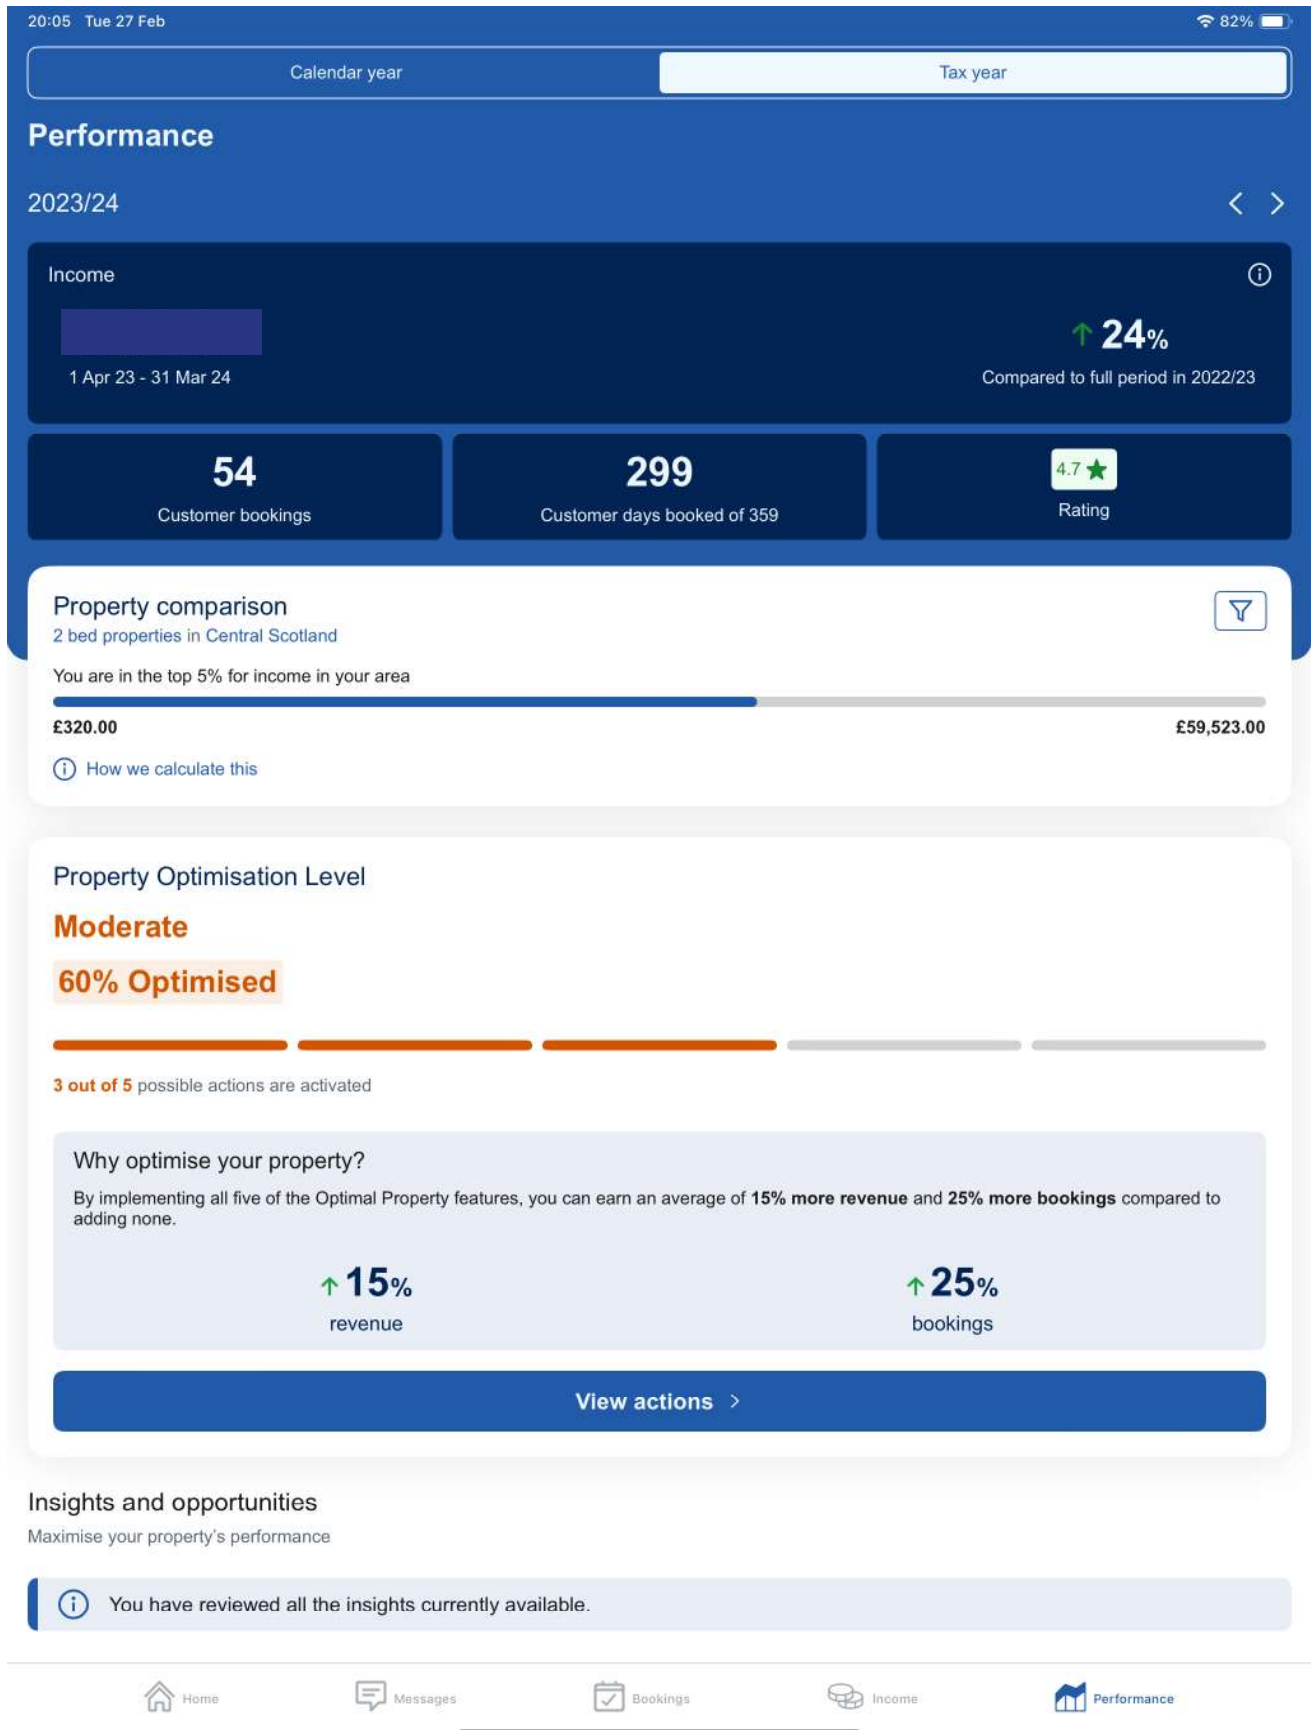 20:05 Tue 27 Feb
82%
Calendar year
Tax year
Performance
2023/24
Income
24%
1 Apr 23 - 31 Mar 24
Compared to full period in 2022/23
54
Customer bookings
299
Customer days booked of 359
4.7
Rating
Property comparison
2 bed properties in Central Scotland
You are in the top 5% for income in your area
£320.00
£59,523.00
How we calculate this
Property Optimisation Level
Moderate
60% Optimised
3 out of 5 possible actions are activated
Why optimise your property?
By implementing all five of the Optimal Property features, you can earn an average of 15% more revenue and 25% more bookings compared to
adding none.
15%
revenue
25%
bookings
View actions
Insights and opportunities
Maximise your property's performance
You have reviewed all the insights currently available.
Home
Messages
Bookings
Income
Performance